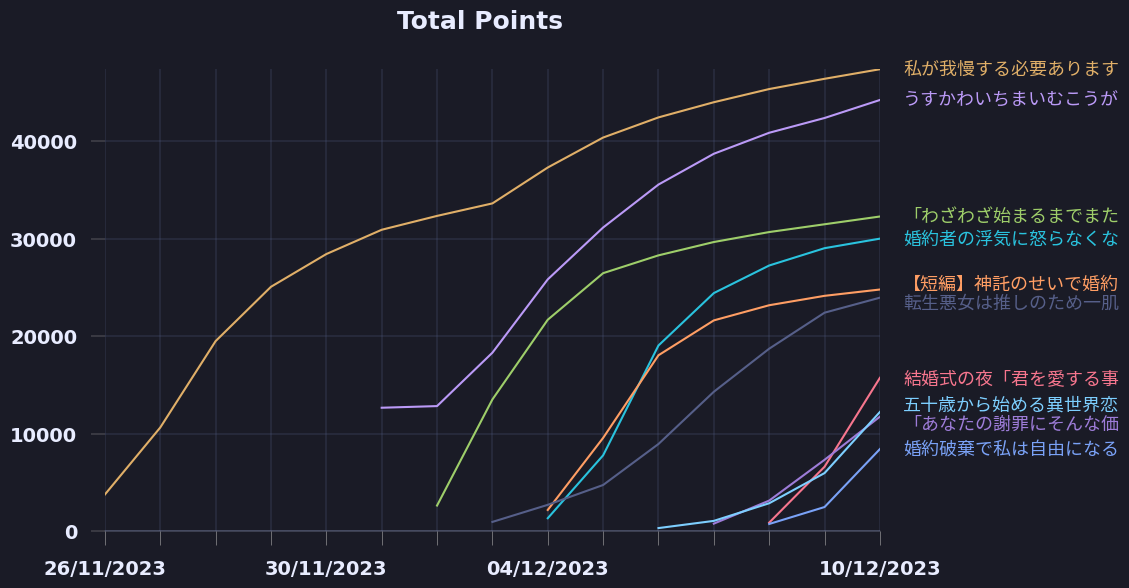 Total Points
私が我慢する必要あります
うすかわいちまいむこうが
40000
「わざわざ始まるまでまた
30000
婚約者の浮気に怒らなくな
【短編】神託のせいで婚約
転生悪女は推しのため一肌
20000
結婚式の夜「君を愛する事
五十歳から始める異世界恋
「あなたの謝罪にそんな価
10000
婚約破棄で私は自由になる
0
26/11/2023
30/11/2023
04/12/2023
10/12/2023